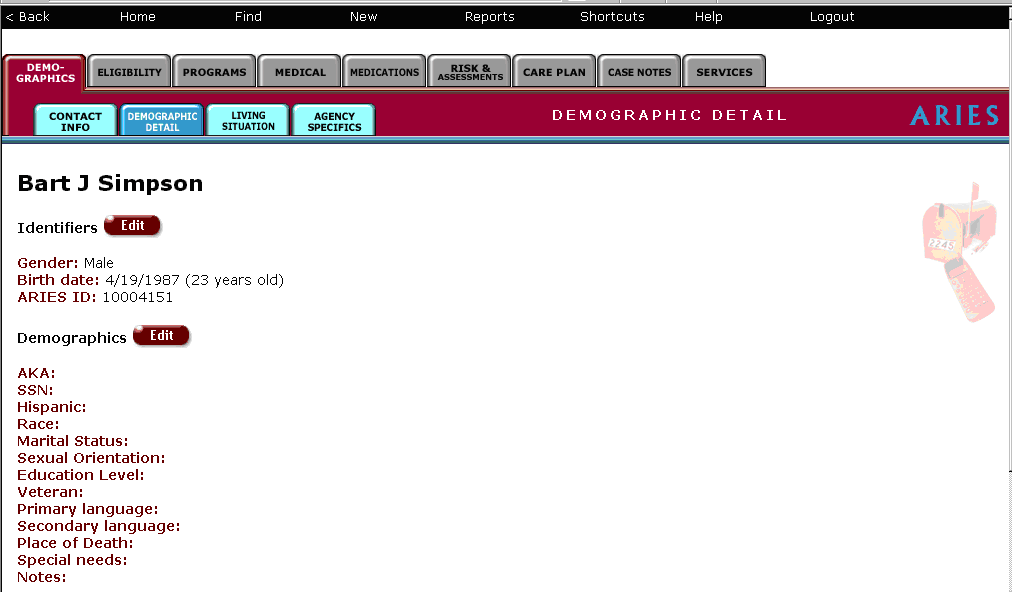 < Back Home Find New Reports Shortcuts Help Logout
DEMO-
GRAPHICS
ELIGIBILITY
PROGRAMS
MEDICAL
MEDICATIONS
RISK &
ASSESSMENTS
CARE PLAN
CASE NOTES
SERVICES
CONTACT
INFO
DEMOGRAPHIC
DETAIL
LIVING
SITUATION
AGENCY
SPECIFICS
DEMOGRAPHIC DETAIL
ARIES
Bart J Simpson
2245
Identifiers Edit
Gender: Male
Birth date: 4/19/1987 (23 years old)
ARIES ID: 10004151
Demographics Edit
AKA:
SSN:
Hispanic:
Race:
Marital Status:
Sexual Orientation:
Education Level:
Veteran:
Primary language:
Secondary language:
Place of Death:
Special needs:
Notes: